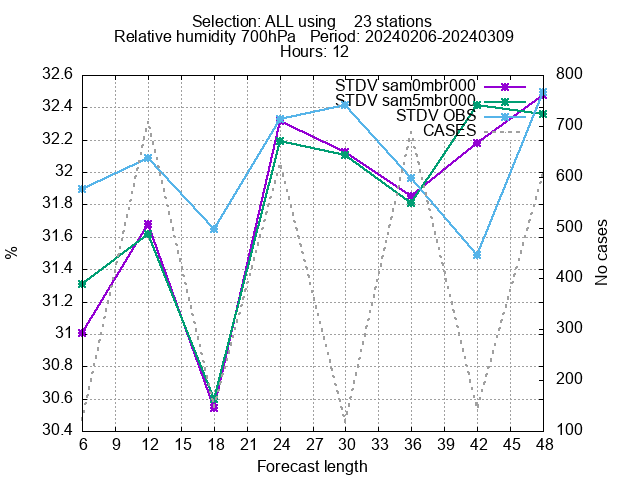 Selection: ALL using    23 stations
Relative humidity 700hPa   Period: 20240206-20240309
Hours: 12
STDV sam0mbr000
STDV sam5mbr000
STDV OBS
CASES
32.6
32.4
32.2
32
31.8
31.6
31.4
31.2
31
30.8
30.6
30.4
%
800
700
600
500
400
300
200
100
No cases
6 9 12 15 18 21 24 27 30 33 36 39 42 45 48
Forecast length